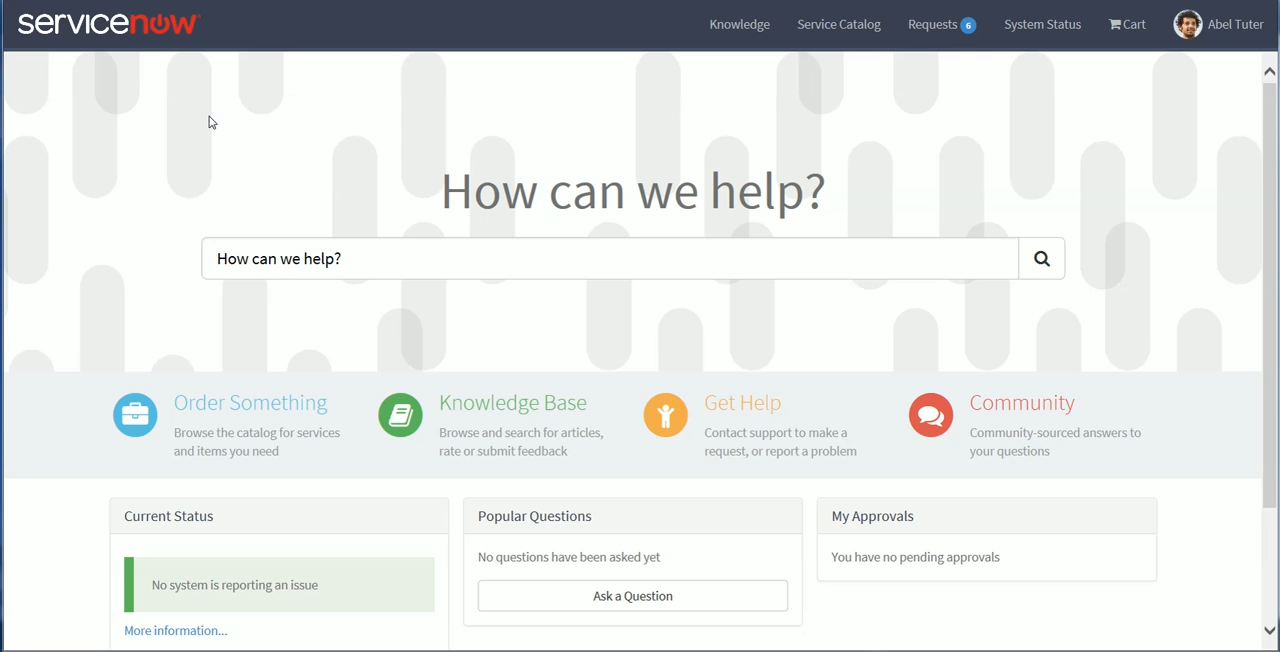 servicenow
Knowledge Service Catalog Requests 6 System Status Cart Abel Tuter
How can we help?
How can we help?
Order Something
Browse the catalog for services
and items you need
Knowledge Base
Browse and search for articles,
rate or submit feedback
Get Help
Contact support to make a
request, or report a problem
Community
Community-sourced answers to
your questions
Current Status
No system is reporting an issue
More information...
Popular Questions
No questions have been asked yet
Ask a Question
My Approvals
You have no pending approvals